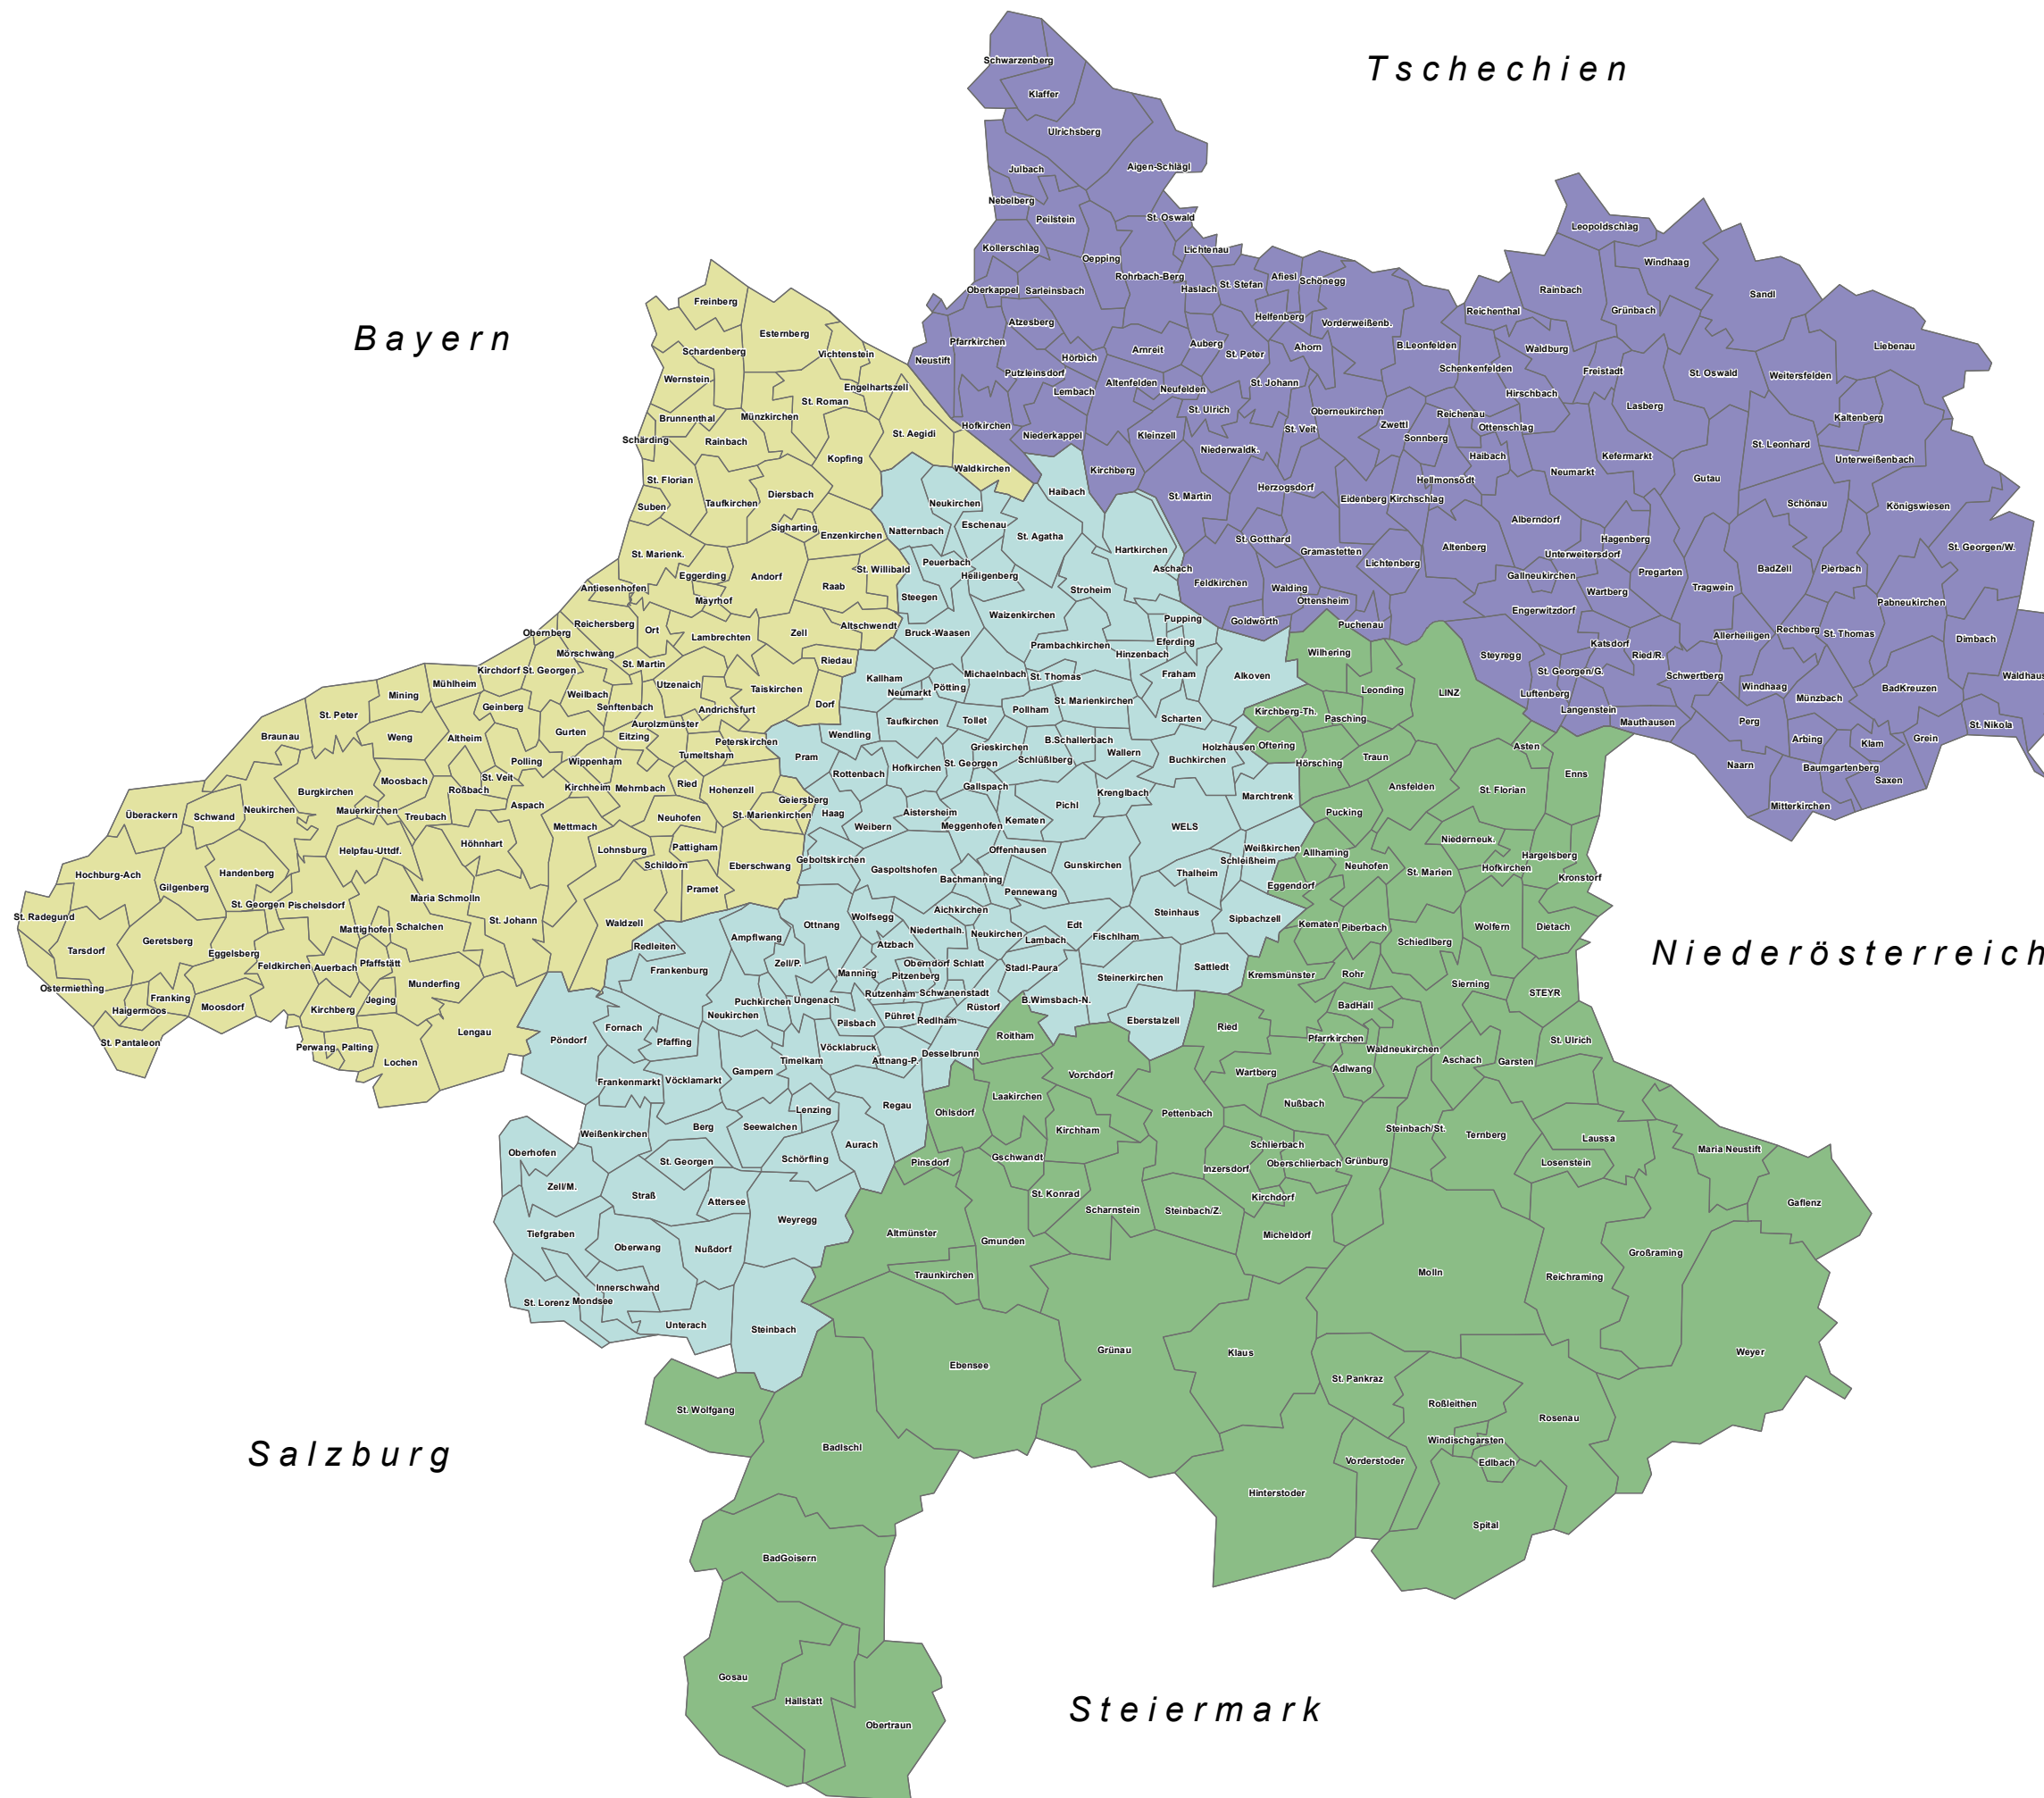 Tschechien
Bayern
Niederösterreich
Salzburg
Steiermark
Schwarzenberg
Klaffer
Ulrichsberg
Aigen-Schlägl
Julbach
Nebelberg
Peilstein
St. Oswald
Kollerschlag
Lichtenau
Oepping
Rohrbach-Berg
Haslach
St. Stefan
Afiesl
Schönegg
Oberkappel
Sarleinsbach
Helfenberg
Vorderweißenb.
Atzesberg
Pfarrkirchen
Neustift
Putzleinsdorf
Hörbich
Arnreit
Auberg
St. Peter
Ahorn
B.Leonfelden
Lembach
Altenfelden
Neufelden
St. Johann
St. Ulrich
Oberneukirchen
Hofkirchen
Niederkappel
Kleinzell
Niederwaldk.
St. Veit
Zwettl
Sonnberg
Kirchberg
St. Martin
Herzogsdorf
Eidenberg
Kirchschlag
Hellmonsödt
St. Gotthard
Gramastetten
Lichtenberg
Feldkirchen
Walding
Ottensheim
Goldwörth
Puchenau
Leopoldschlag
Windhaag
Rainbach
Grünbach
Sandl
Reichenthal
Waldburg
Schenkenfelden
Hirschbach
Freistadt
St. Oswald
Weitersfelden
Liebenau
Lasberg
Kaltenberg
Reichenau
Ottenschlag
Haibach
Neumarkt
Kefermarkt
St. Leonhard
Unterweißenbach
Gutau
Schönau
Königswiesen
Alberndorf
Altenberg
Hagenberg
Unterweitersdorf
Gallneukirchen
Wartberg
Pregarten
Tragwein
BadZell
Pierbach
St. Georgen/W.
Pabneukirchen
Engerwitzdorf
Katsdorf
Ried/R.
Allerheiligen
Rechberg
St. Thomas
Dimbach
Steyregg
St. Georgen/G.
Luftenberg
Langenstein
Mauthausen
Schwertberg
Windhaag
Münzbach
BadKreuzen
Waldhaus
St. Nikola
Perg
Arbing
Klam
Grein
Baumgartenberg
Saxen
Naarn
Mitterkirchen
Freinberg
Esternberg
Schardenberg
Vichtenstein
Wernstein
Engelhartszell
St. Roman
Münzkirchen
Brunnenthal
Schärding
Rainbach
St. Aegidi
Kopfing
Waldkirchen
St. Florian
Suben
Taufkirchen
Diersbach
Sigharting
Enzenkirchen
St. Marienk.
Eggerding
Andorf
St. Willibald
Raab
Antiesenhofen
Mayrhof
Altschwendt
Reichersberg
Ort
Lambrechten
Zell
Obernberg
Mörschwang
St. Martin
Riedau
Kirchdorf
St. Georgen
Utzenaich
Taiskirchen
Dorf
Weilbach
Senftenbach
Andrichsfurt
Mühlheim
Mining
Geinberg
Aurolzmünster
St. Peter
Gurten
Eitzing
Peterskirchen
Braunau
Weng
Altheim
Tumeltsham
Polling
Wippenham
Moosbach
St. Veit
Roßbach
Kirchheim
Mehrnbach
Ried
Hohenzell
Geiersberg
Burgkirchen
Mauerkirchen
Treubach
Aspach
St. Marienkirchen
Neukirchen
Schwand
Überackern
Mettmach
Neuhofen
Helpfau-Uttdf.
Höhnhart
Lohnsburg
Pattigham
Schildorn
Eberschwang
Hochburg-Ach
Gilgenberg
Handenberg
Pramet
Maria Schmolln
St. Georgen
Pischelsdorf
St. Radegund
St. Johann
Waldzell
Tarsdorf
Geretsberg
Mattighofen
Schalchen
Eggelsberg
Feldkirchen
Auerbach
Pfaffstätt
Ostermiething
Munderfing
Franking
Haigermoos
Moosdorf
Kirchberg
Jeging
Lengau
St. Pantaleon
Perwang
Palting
Lochen
Haibach
Neukirchen
Natternbach
Eschenau
St. Agatha
Hartkirchen
Peuerbach
Heiligenberg
Aschach
Steegen
Stroheim
Waizenkirchen
Pupping
Bruck-Waasen
Eferding
Prambachkirchen
Hinzenbach
Kallham
Michaelnbach
St. Thomas
Fraham
Alkoven
Neumarkt
Pötting
Pollham
St. Marienkirchen
Taufkirchen
Tollet
Scharten
Wendling
Grieskirchen
B.Schallerbach
Wallern
Holzhausen
Pram
Schlüßlberg
Buchkirchen
Rottenbach
Hofkirchen
St. Georgen
Gallspach
Krenglbach
Marchtrenk
Haag
Aistersheim
Pichl
Weibern
Meggenhofen
Kematen
WELS
Offenhausen
Weißkirchen
Schleißheim
Geboltskirchen
Gaspoltshofen
Gunskirchen
Thalheim
Bachmanning
Pennewang
Wolfsegg
Aichkirchen
Steinhaus
Sipbachzell
Ottnang
Niederthalh.
Neukirchen
Edt
Lambach
Fischlham
Ampflwang
Atzbach
Redleiten
Zell/P.
Oberndorf
Schlatt
Stadl-Paura
Sattledt
Frankenburg
Manning
Pitzenberg
Steinerkirchen
Puchkirchen
Ungenach
Rutzenham
Schwanenstadt
B.Wimsbach-N.
Neukirchen
Rüstorf
Pilsbach
Pühret
Redlham
Eberstalzell
Pöndorf
Fornach
Pfaffing
Vöcklabruck
Desselbrunn
Timelkam
Attnang-P.
Gampern
Frankenmarkt
Vöcklamarkt
Regau
Lenzing
Berg
Seewalchen
Weißenkirchen
Aurach
Oberhofen
St. Georgen
Schörfling
Zell/M.
Straß
Attersee
Weyregg
Tiefgraben
Oberwang
Nußdorf
Innerschwand
St. Lorenz
Mondsee
Unterach
Steinbach
Wilhering
Leonding
LINZ
Kirchberg-Th.
Pasching
Oftering
Hörsching
Traun
Asten
Enns
Ansfelden
St. Florian
Pucking
Allhaming
Niederneuk.
Hargelsberg
Neuhofen
St. Marien
Hofkirchen
Kronstorf
Eggendorf
Kematen
Piberbach
Wolfern
Dietach
Schiedlberg
Kremsmünster
Rohr
Sierning
STEYR
BadHall
Ried
Roitham
Pfarrkirchen
Waldneukirchen
St. Ulrich
Aschach
Garsten
Vorchdorf
Wartberg
Adlwang
Laakirchen
Nußbach
Ohlsdorf
Pettenbach
Kirchham
Steinbach/St.
Ternberg
Laussa
Schlierbach
Maria Neustift
Pinsdorf
Gschwandt
Inzersdorf
Oberschlierbach
Grünburg
Losenstein
St. Konrad
Kirchdorf
Scharnstein
Steinbach/Z.
Gaflenz
Altmünster
Gmunden
Micheldorf
Großraming
Traunkirchen
Molln
Reichraming
Ebensee
Grünau
Klaus
Weyer
St. Pankraz
St. Wolfgang
Roßleithen
Rosenau
BadIschl
Windischgarsten
Vorderstoder
Edlbach
Hinterstoder
Spital
BadGoisern
Gosau
Hallstatt
Obertraun